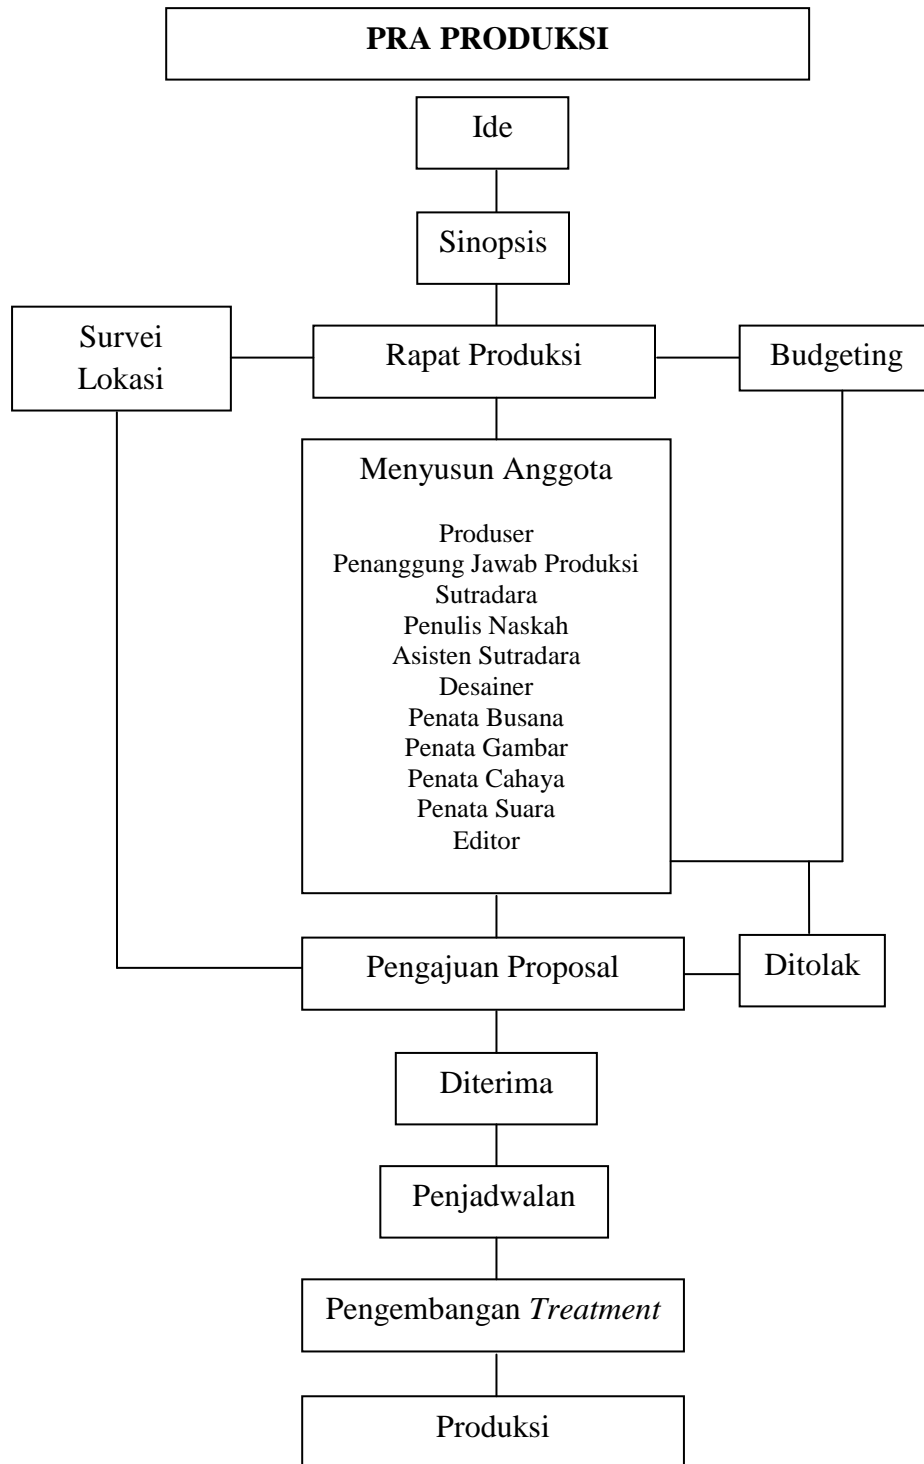 PRA PRODUKSI
Ide
Sinopsis
Survei
Lokasi
Rapat Produksi
Budgeting
Menyusun Anggota
Produser
Penanggung Jawab Produksi
Sutradara
Penulis Naskah
Asisten Sutradara
Desainer
Penata Busana
Penata Gambar
Penata Cahaya
Penata Suara
Editor
Pengajuan Proposal
Ditolak
Diterima
Penjadwalan
Pengembangan Treatment
Produksi